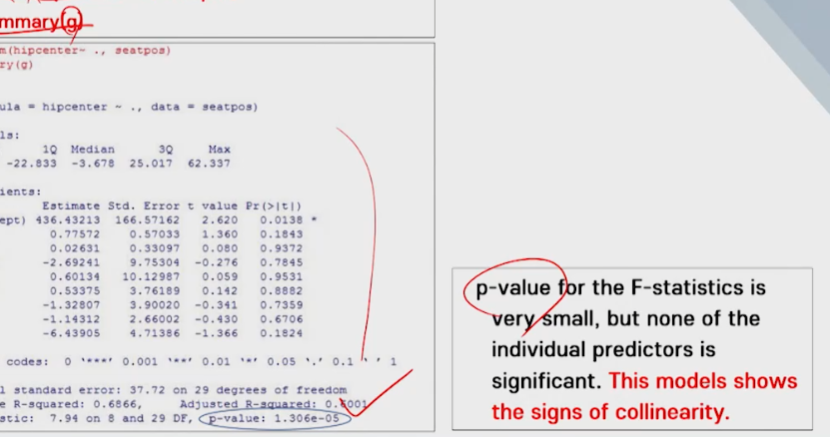 mmary(g)
m(hipcenter~ ., seatpos)
ry(g)
ula = hipcenter ~ ., data = seatpos)
ls:
1Q Median 3Q Max
-22.833 -3.678 25.017 62.337
ients:
Estimate Std. Error t value Pr(>|t|)
ept) 436.43213 166.57162 2.620 0.0138 *
0.77572 0.57033 1.360 0.1843
0.02631 0.33097 0.080 0.9372
-2.69241 9.75304 -0.276 0.7845
0.60134 10.12987 0.059 0.9531
0.53375 3.76189 0.142 0.8882
-1.32807 3.90020 -0.341 0.7359
-1.14312 2.66002 -0.430 0.6706
-6.43905 4.71386 -1.366 0.1824
codes: 0 '***' 0.001 '**' 0.01 '*' 0.05 '.' 0.1 ' ' 1
l standard error: 37.72 on 29 degrees of freedom
e R-squared: 0.6866, Adjusted R-squared: 0.6001
stic: 7.94 on 8 and 29 DF, p-value: 1.306e-05
p-value for the F-statistics is
very small, but none of the
individual predictors is
significant. This models shows
the signs of collinearity.